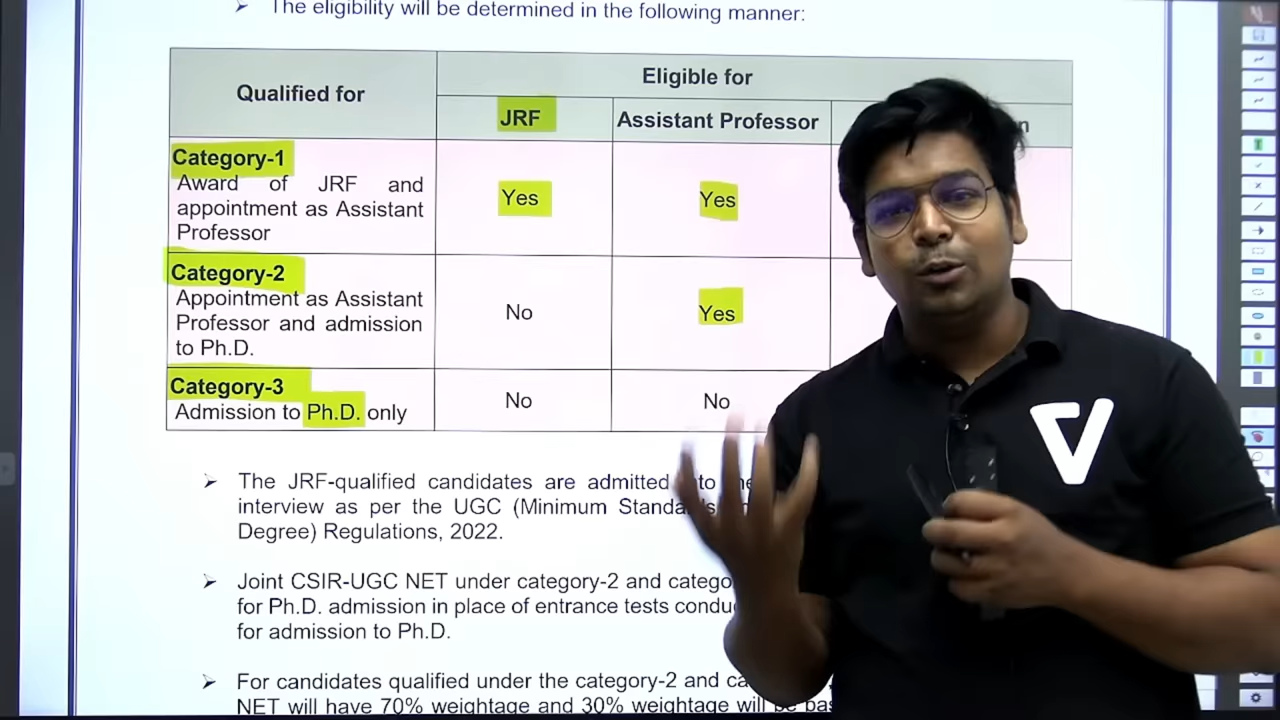 The eligibility will be determined in the following manner:
Qualified for
Eligible for
JRF
Assistant Professor
Category-1
Award of JRF and
appointment as Assistant
Professor
Yes
Yes
Category-2
Appointment as Assistant
Professor and admission
to Ph.D.
No
Yes
Category-3
Admission to Ph.D. only
No
No
The JRF-qualified candidates are admitted
interview as per the UGC (Minimum
Degree) Regulations, 2022.
Joint CSIR-UGC NET under category-2 and
for Ph.D. admission in place of entrance tests
for admission to Ph.D.
For candidates qualified under the category-2 and
NET will have 70% weightage and 30% weightage will